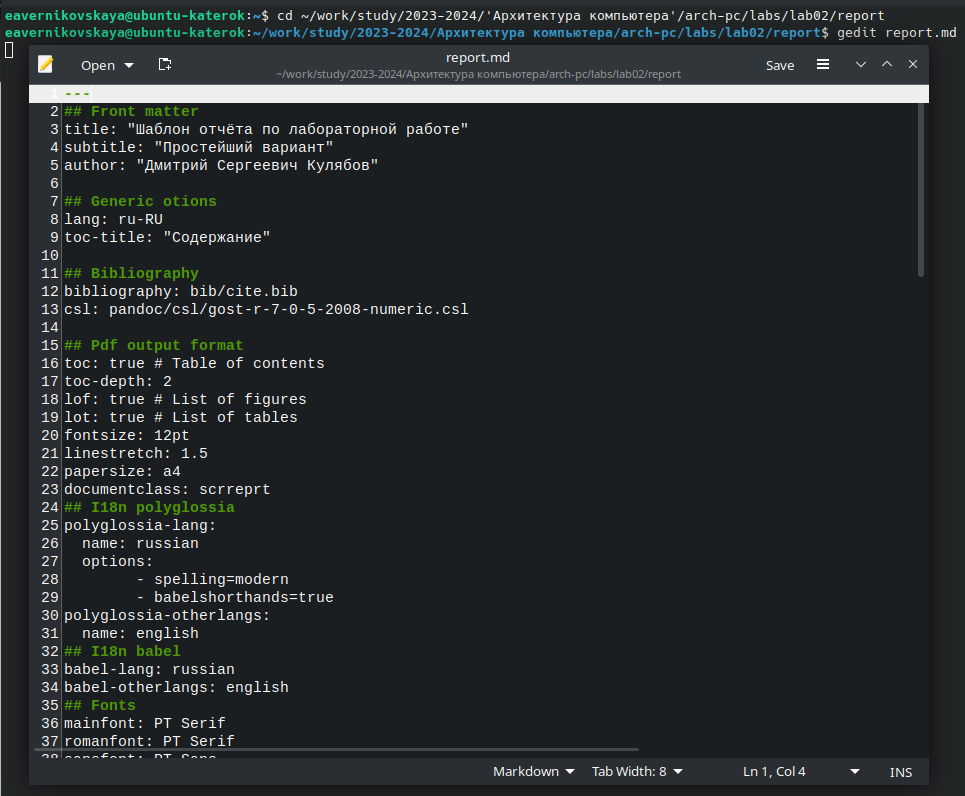 eavernikovskaya@ubuntu-katerok:~$ cd ~/work/study/2023-2024/'Архитектура компьютера'/arch-pc/labs/lab02/report
eavernikovskaya@ubuntu-katerok:~/work/study/2023-2024/Архитектура компьютера/arch-pc/labs/lab02/report$ gedit report.md
Open
report.md
~/work/study/2023-2024/Архитектура компьютера/arch-pc/labs/lab02/report
Save
1 ---
2 ## Front matter
3 title: "Шаблон отчёта по лабораторной работе"
4 subtitle: "Простейший вариант"
5 author: "Дмитрий Сергеевич Кулябов"
6
7 ## Generic otions
8 lang: ru-RU
9 toc-title: "Содержание"
10
11 ## Bibliography
12 bibliography: bib/cite.bib
13 csl: pandoc/csl/gost-r-7-0-5-2008-numeric.csl
14
15 ## Pdf output format
16 toc: true # Table of contents
17 toc-depth: 2
18 lof: true # List of figures
19 lot: true # List of tables
20 fontsize: 12pt
21 linestretch: 1.5
22 papersize: a4
23 documentclass: scrreprt
24 ## I18n polyglossia
25 polyglossia-lang:
26   name: russian
27   options:
28         - spelling=modern
29         - babelshorthands=true
30 polyglossia-otherlangs:
31   name: english
32 ## I18n babel
33 babel-lang: russian
34 babel-otherlangs: english
35 ## Fonts
36 mainfont: PT Serif
37 romanfont: PT Serif
38 sansfont: PT Sans
Markdown
Tab Width: 8
Ln 1, Col 4
INS